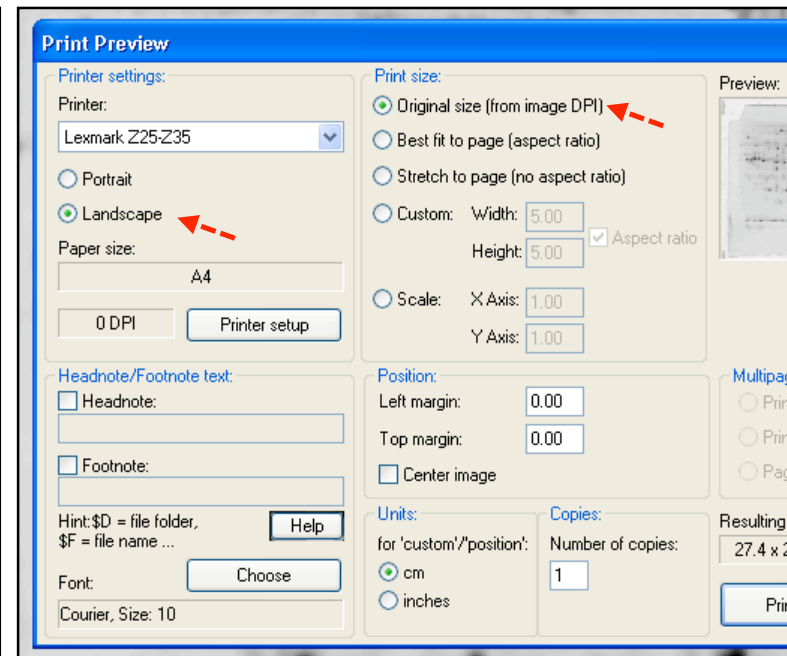 Print Preview
Printer settings:
Printer:
Lexmark Z25-Z35
Portrait
Landscape
Paper size:
A4
0 DPI
Printer setup
Print size:
Original size (from image DPI)
Best fit to page (aspect ratio)
Stretch to page (no aspect ratio)
Custom: Width: 5.00
Aspect ratio
Height: 5.00
Scale: X Axis: 1.00
Y Axis: 1.00
Preview:
Headnote/Footnote text:
Headnote:
Footnote:
Hint:$D = file folder,
$F = file name ...
Help
Font:
Choose
Courier, Size: 10
Position:
Left margin: 0.00
Top margin: 0.00
Center image
Units:
for 'custom'/'position':
cm
inches
Copies:
Number of copies:
1
Resulting
27.4 x